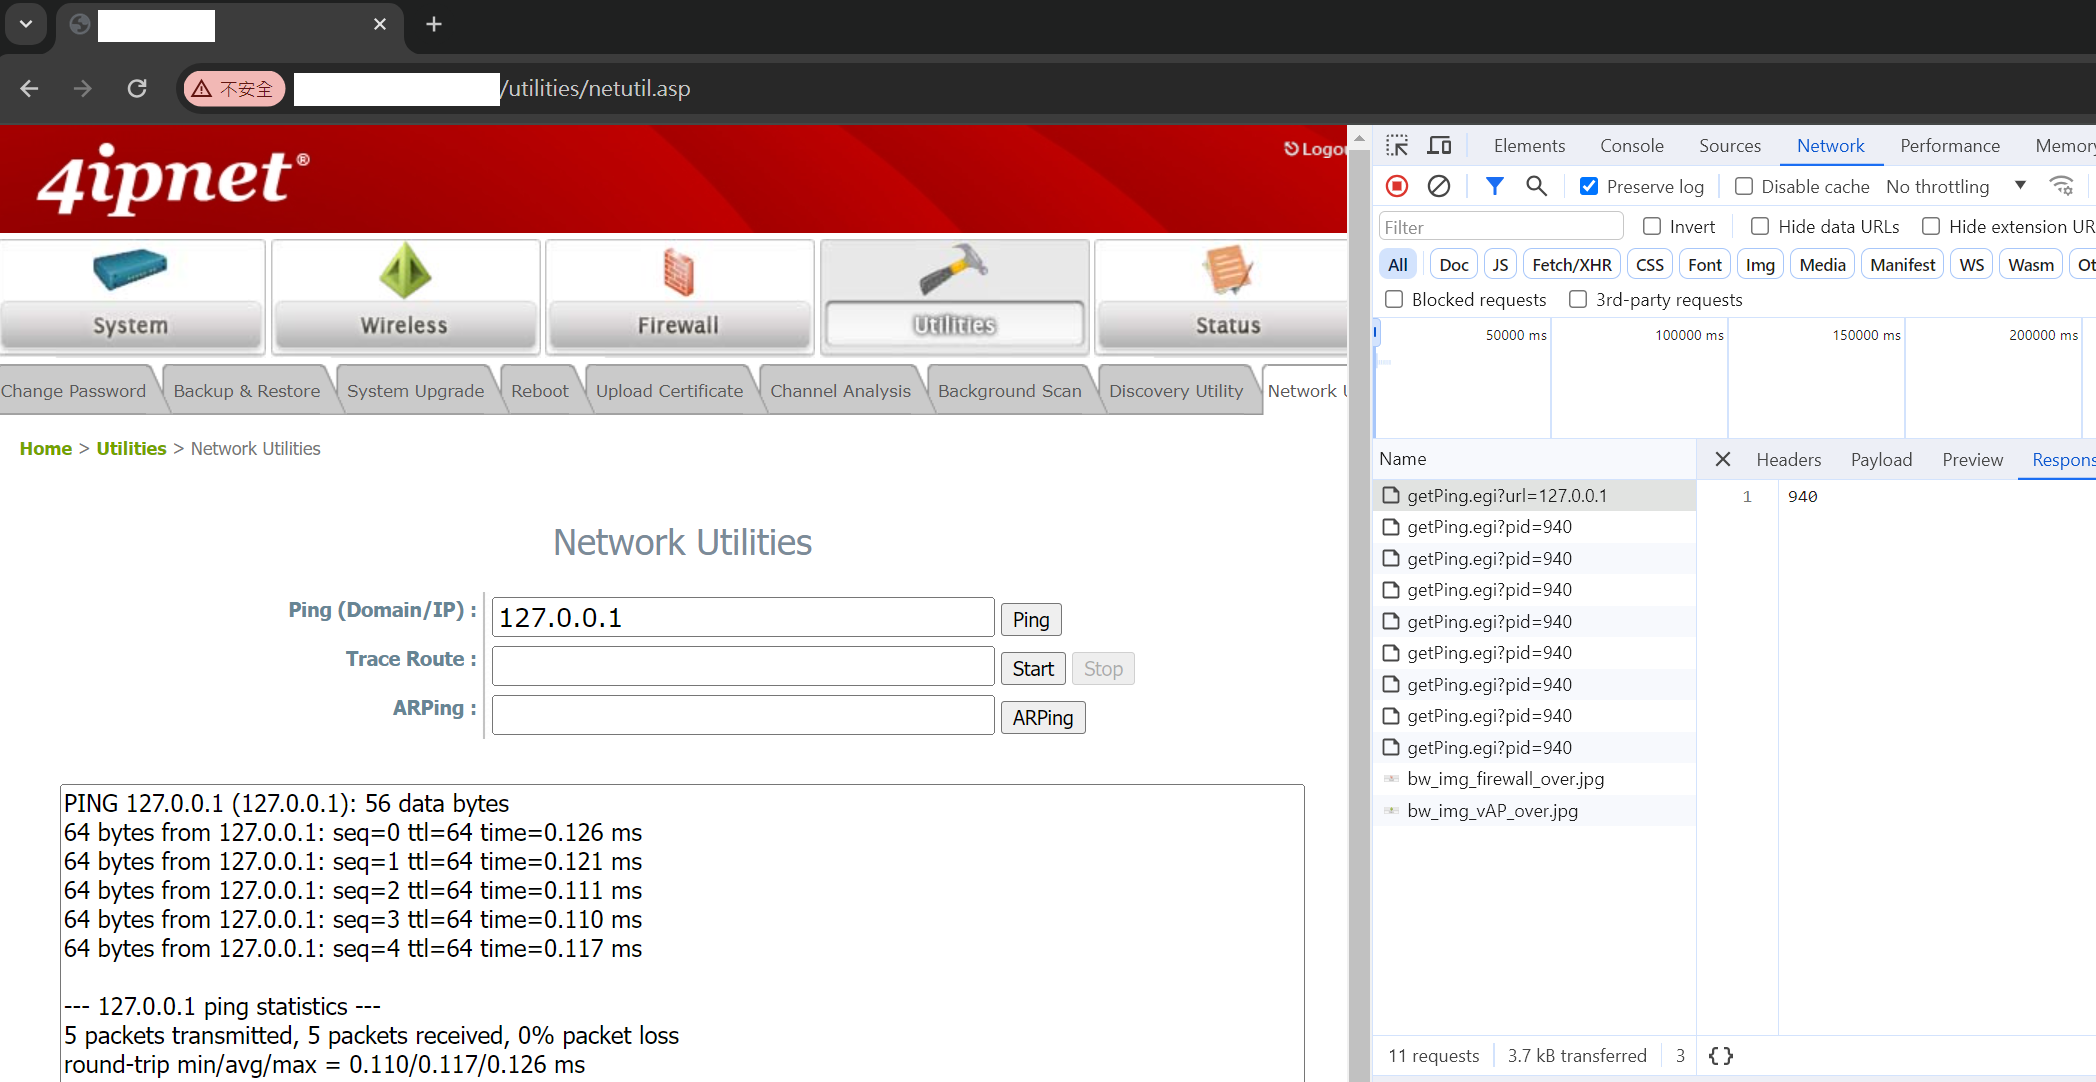 不安全
/utilities/netutil.asp
4ipnet®
Logou
System
Wireless
Firewall
Utilities
Status
Change Password
Backup & Restore
System Upgrade
Reboot
Upload Certificate
Channel Analysis
Background Scan
Discovery Utility
Network U
Home > Utilities > Network Utilities
Network Utilities
Ping (Domain/IP) :
127.0.0.1
Ping
Trace Route :
Start
Stop
ARPing :
ARPing
PING 127.0.0.1 (127.0.0.1): 56 data bytes
64 bytes from 127.0.0.1: seq=0 ttl=64 time=0.126 ms
64 bytes from 127.0.0.1: seq=1 ttl=64 time=0.121 ms
64 bytes from 127.0.0.1: seq=2 ttl=64 time=0.111 ms
64 bytes from 127.0.0.1: seq=3 ttl=64 time=0.110 ms
64 bytes from 127.0.0.1: seq=4 ttl=64 time=0.117 ms
--- 127.0.0.1 ping statistics ---
5 packets transmitted, 5 packets received, 0% packet loss
round-trip min/avg/max = 0.110/0.117/0.126 ms
Elements
Console
Sources
Network
Performance
Memory
Preserve log
Disable cache
No throttling
Filter
Invert
Hide data URLs
Hide extension UR
All
Doc
JS
Fetch/XHR
CSS
Font
Img
Media
Manifest
WS
Wasm
Ot
Blocked requests
3rd-party requests
50000 ms
100000 ms
150000 ms
200000 ms
Name
Headers
Payload
Preview
Respons
getPing.egi?url=127.0.0.1
getPing.egi?pid=940
getPing.egi?pid=940
getPing.egi?pid=940
getPing.egi?pid=940
getPing.egi?pid=940
getPing.egi?pid=940
getPing.egi?pid=940
getPing.egi?pid=940
bw_img_firewall_over.jpg
bw_img_vAP_over.jpg
1
940
11 requests
3.7 kB transferred
3
{}